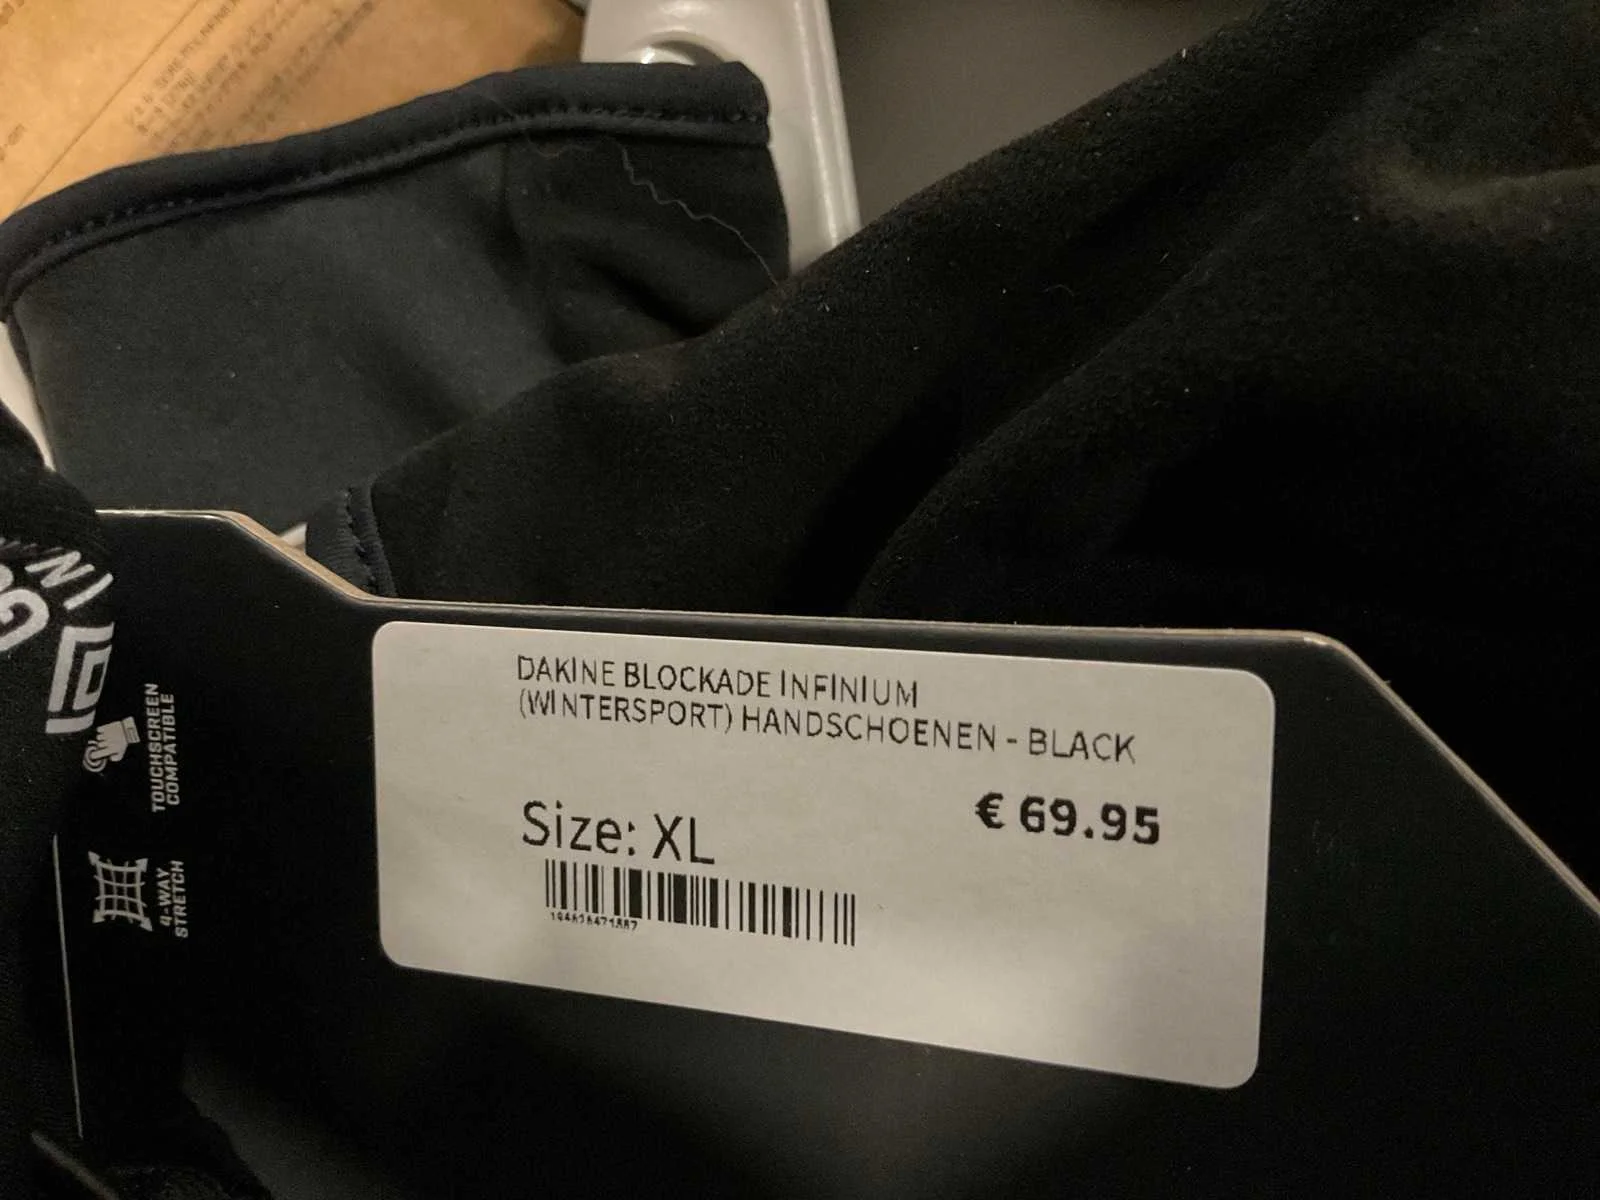 DAKINE BLOCKADE INFINIUM
(WINTERSPORT) HANDSCHOENEN - BLACK
€ 69.95
Size: XL
TOUCHSCREEN
COMPATIBLE
4-WAY
STRETCH